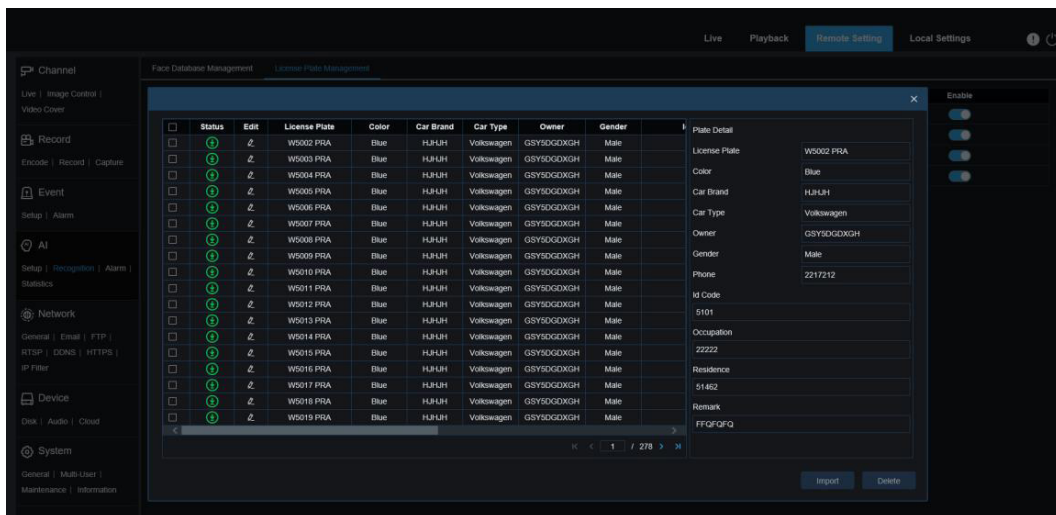 Live Playback Remote Setting Local Settings
Channel
Live | Image Control |
Video Cover
Record
Encode | Record | Capture
Event
Setup | Alarm
AI
Setup | Recognition | Alarm |
Statistics
Network
General | Email | FTP |
RTSP | DDNS | HTTPS |
IP Filter
Device
Disk | Audio | Cloud
System
General | Multi-User |
Maintenance | Information
Face Database Management License Plate Management
Enable
Status Edit License Plate Color Car Brand Car Type Owner Gender
W5002 PRA Blue HJHJH Volkswagen GSY5DGDXGH Male
W5003 PRA Blue HJHJH Volkswagen GSY5DGDXGH Male
W5004 PRA Blue HJHJH Volkswagen GSY5DGDXGH Male
W5005 PRA Blue HJHJH Volkswagen GSY5DGDXGH Male
W5006 PRA Blue HJHJH Volkswagen GSY5DGDXGH Male
W5007 PRA Blue HJHJH Volkswagen GSY5DGDXGH Male
W5008 PRA Blue HJHJH Volkswagen GSY5DGDXGH Male
W5009 PRA Blue HJHJH Volkswagen GSY5DGDXGH Male
W5010 PRA Blue HJHJH Volkswagen GSY5DGDXGH Male
W5011 PRA Blue HJHJH Volkswagen GSY5DGDXGH Male
W5012 PRA Blue HJHJH Volkswagen GSY5DGDXGH Male
W5013 PRA Blue HJHJH Volkswagen GSY5DGDXGH Male
W5014 PRA Blue HJHJH Volkswagen GSY5DGDXGH Male
W5015 PRA Blue HJHJH Volkswagen GSY5DGDXGH Male
W5016 PRA Blue HJHJH Volkswagen GSY5DGDXGH Male
W5017 PRA Blue HJHJH Volkswagen GSY5DGDXGH Male
W5018 PRA Blue HJHJH Volkswagen GSY5DGDXGH Male
W5019 PRA Blue HJHJH Volkswagen GSY5DGDXGH Male
1 / 278
Plate Detail
License Plate W5002 PRA
Color Blue
Car Brand HJHJH
Car Type Volkswagen
Owner GSY5DGDXGH
Gender Male
Phone 2217212
Id Code
5101
Occupation
22222
Residence
51462
Remark
FFQFQFQ
Import Delete